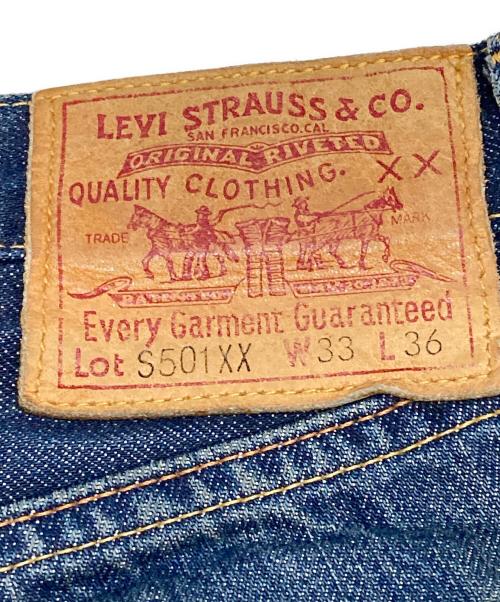 LEVI STRAUSS & CO.
SAN FRANCISCO.CAL.
ORIGINAL RIVETED
QUALITY CLOTHING. XX
TRADE MARK
Every Garment Guaranteed
Lot S501XX W33 L36